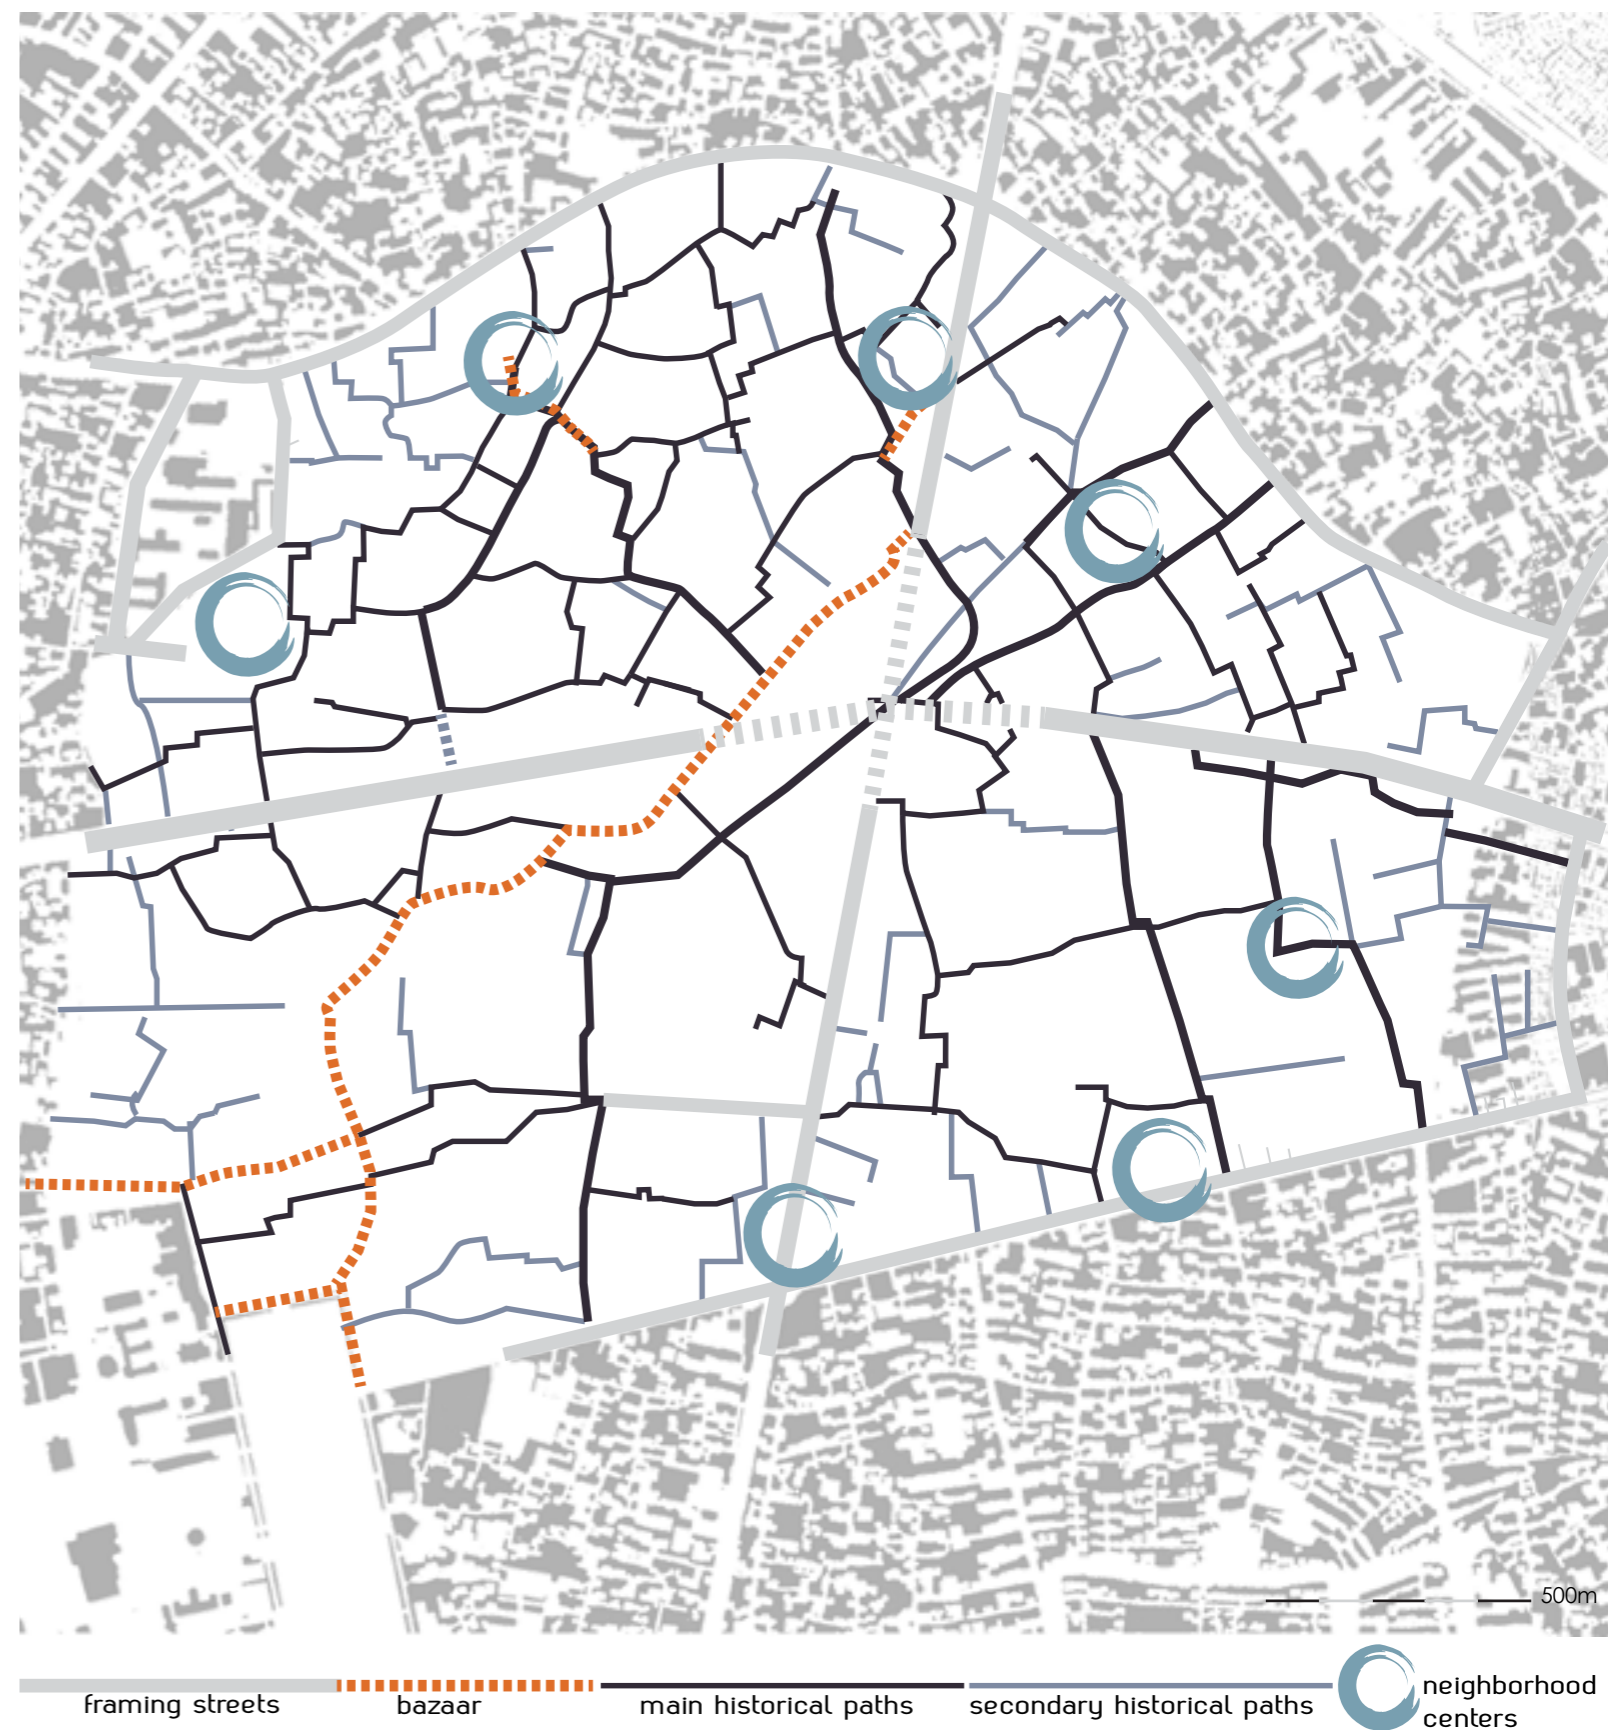 500m
framing streets
bazaar
main historical paths
secondary historical paths
neighborhood
centers